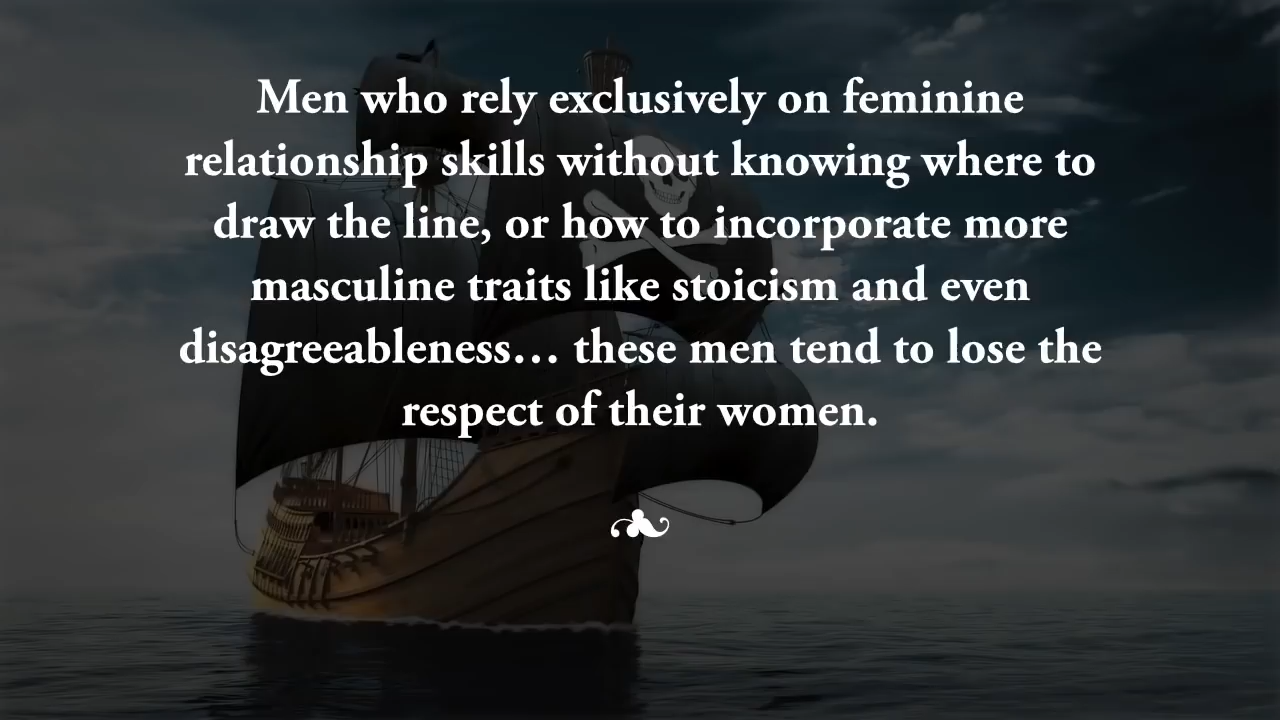 Men who rely exclusively on feminine
relationship skills without knowing where to
draw the line, or how to incorporate more
masculine traits like stoicism and even
disagreeableness… these men tend to lose the
respect of their women.